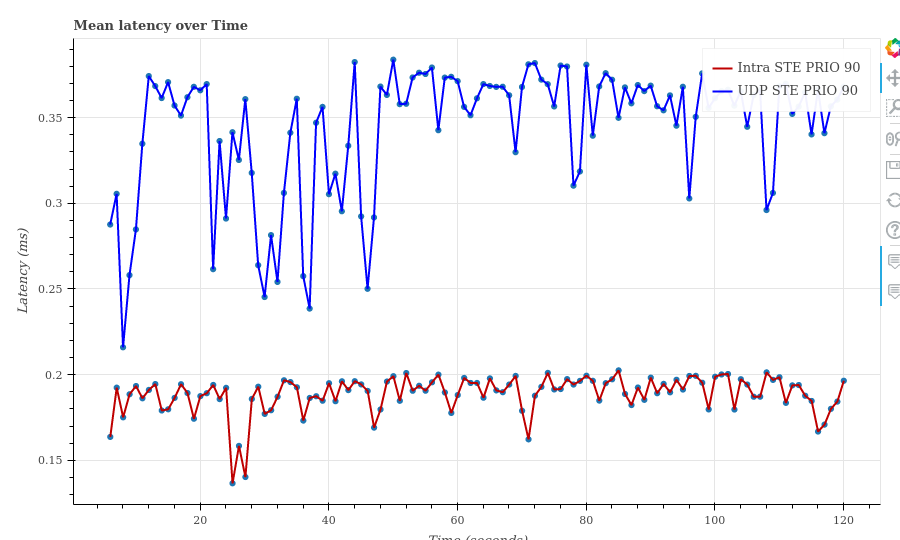 Mean latency over Time
Intra STE PRIO 90
UDP STE PRIO 90
Latency (ms)
0.35
0.3
0.25
0.2
0.15
20
40
60
80
100
120
Time (seconds)